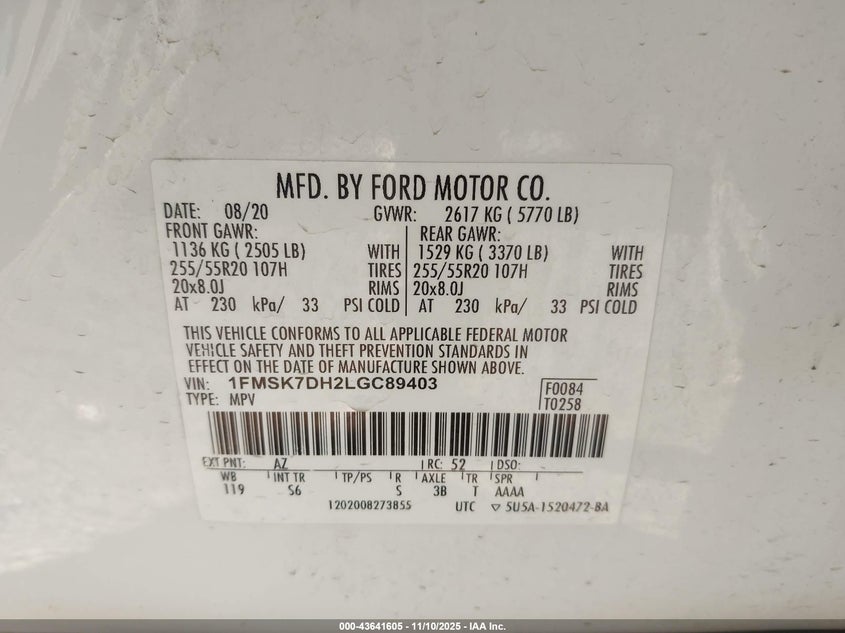 MFD. BY FORD MOTOR CO.
DATE: 08/20 GVWR: 2617 KG ( 5770 LB)
FRONT GAWR: REAR GAWR:
1136 KG ( 2505 LB) WITH 1529 KG ( 3370 LB) WITH
255/55R20 107H TIRES 255/55R20 107H TIRES
20x8.0J RIMS 20x8.0J RIMS
AT 230 kPa/ 33 PSI COLD AT 230 kPa/ 33 PSI COLD
THIS VEHICLE CONFORMS TO ALL APPLICABLE FEDERAL MOTOR
VEHICLE SAFETY AND THEFT PREVENTION STANDARDS IN
EFFECT ON THE DATE OF MANUFACTURE SHOWN ABOVE.
VIN: 1FMSK7DH2LGC89403 F0084
TYPE: MPV T0258
EXT PNT: AZ RC: 52 DSO:
WB INT TR TP/PS R AXLE TR SPR
119 S6 S 3B T AAAA
1202008273855 UTC ▽ 5U5A-1520472-BA
000-43641605 - 11/10/2025 - IAA Inc.